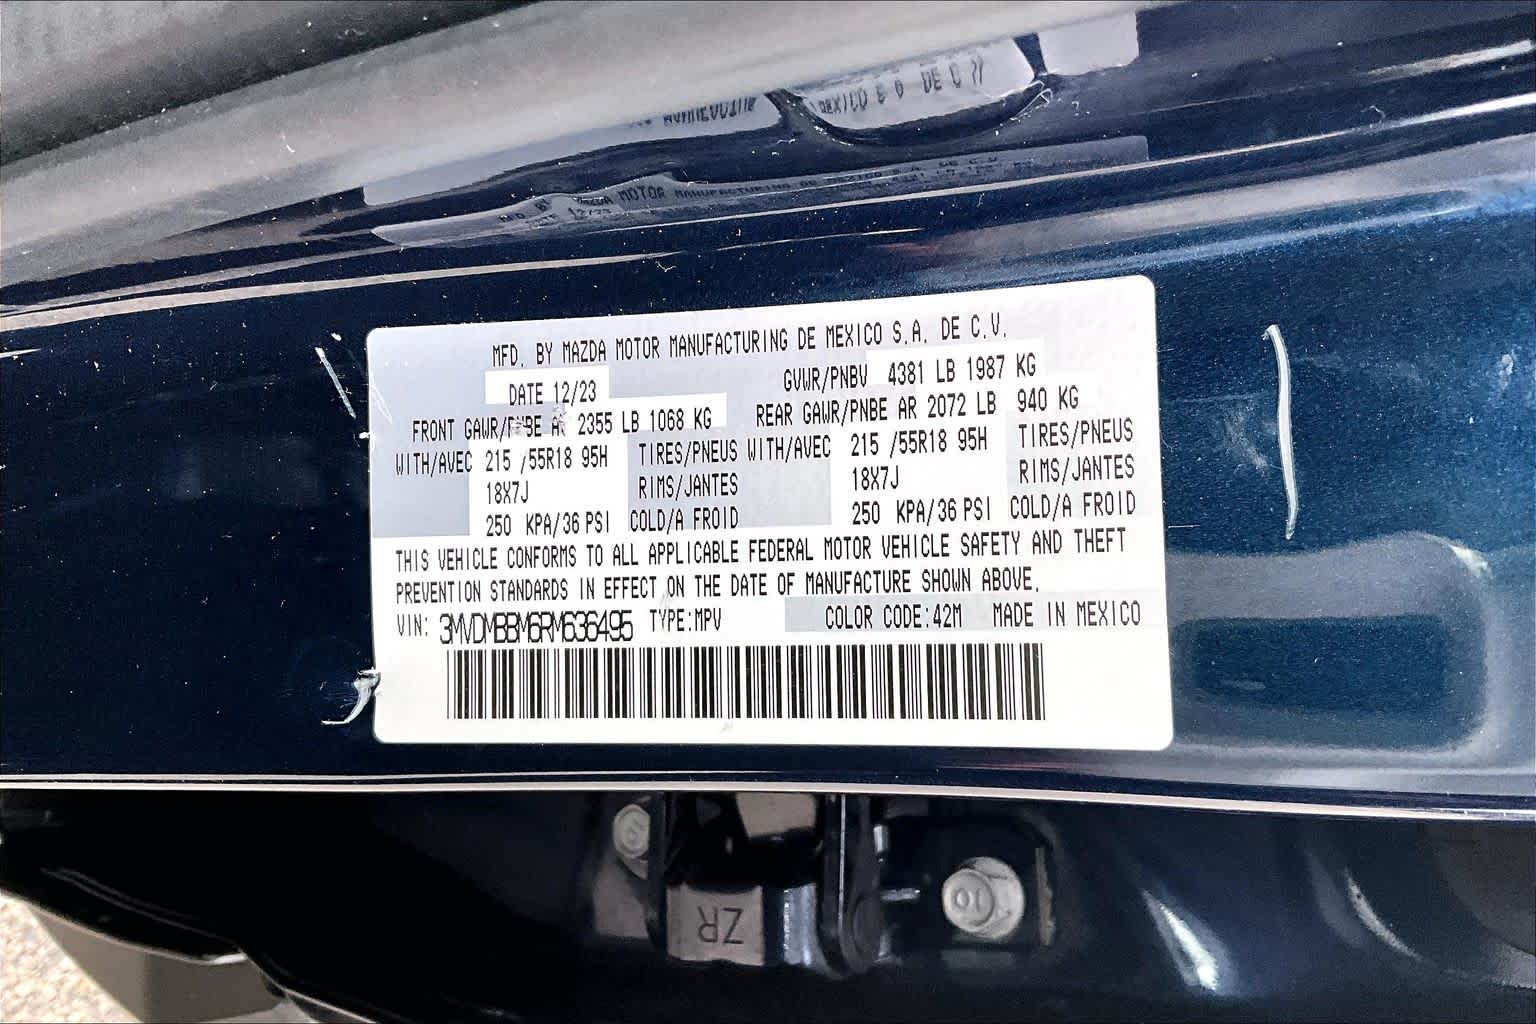 MFD. BY MAZDA MOTOR MANUFACTURING DE MEXICO S.A. DE C.V.
DATE 12/23 GVWR/PNBV 4381 LB 1987 KG
FRONT GAWR/PNBE AR 2355 LB 1068 KG REAR GAWR/PNBE AR 2072 LB 940 KG
WITH/AVEC 215 /55R18 95H TIRES/PNEUS WITH/AVEC 215 /55R18 95H TIRES/PNEUS
18X7J RIMS/JANTES 18X7J RIMS/JANTES
250 KPA/36 PSI COLD/A FROID 250 KPA/36 PSI COLD/A FROID
THIS VEHICLE CONFORMS TO ALL APPLICABLE FEDERAL MOTOR VEHICLE SAFETY AND THEFT
PREVENTION STANDARDS IN EFFECT ON THE DATE OF MANUFACTURE SHOWN ABOVE.
VIN: 3MVDMBBM6RM636495 TYPE:MPV COLOR CODE:42M MADE IN MEXICO
ZR
10